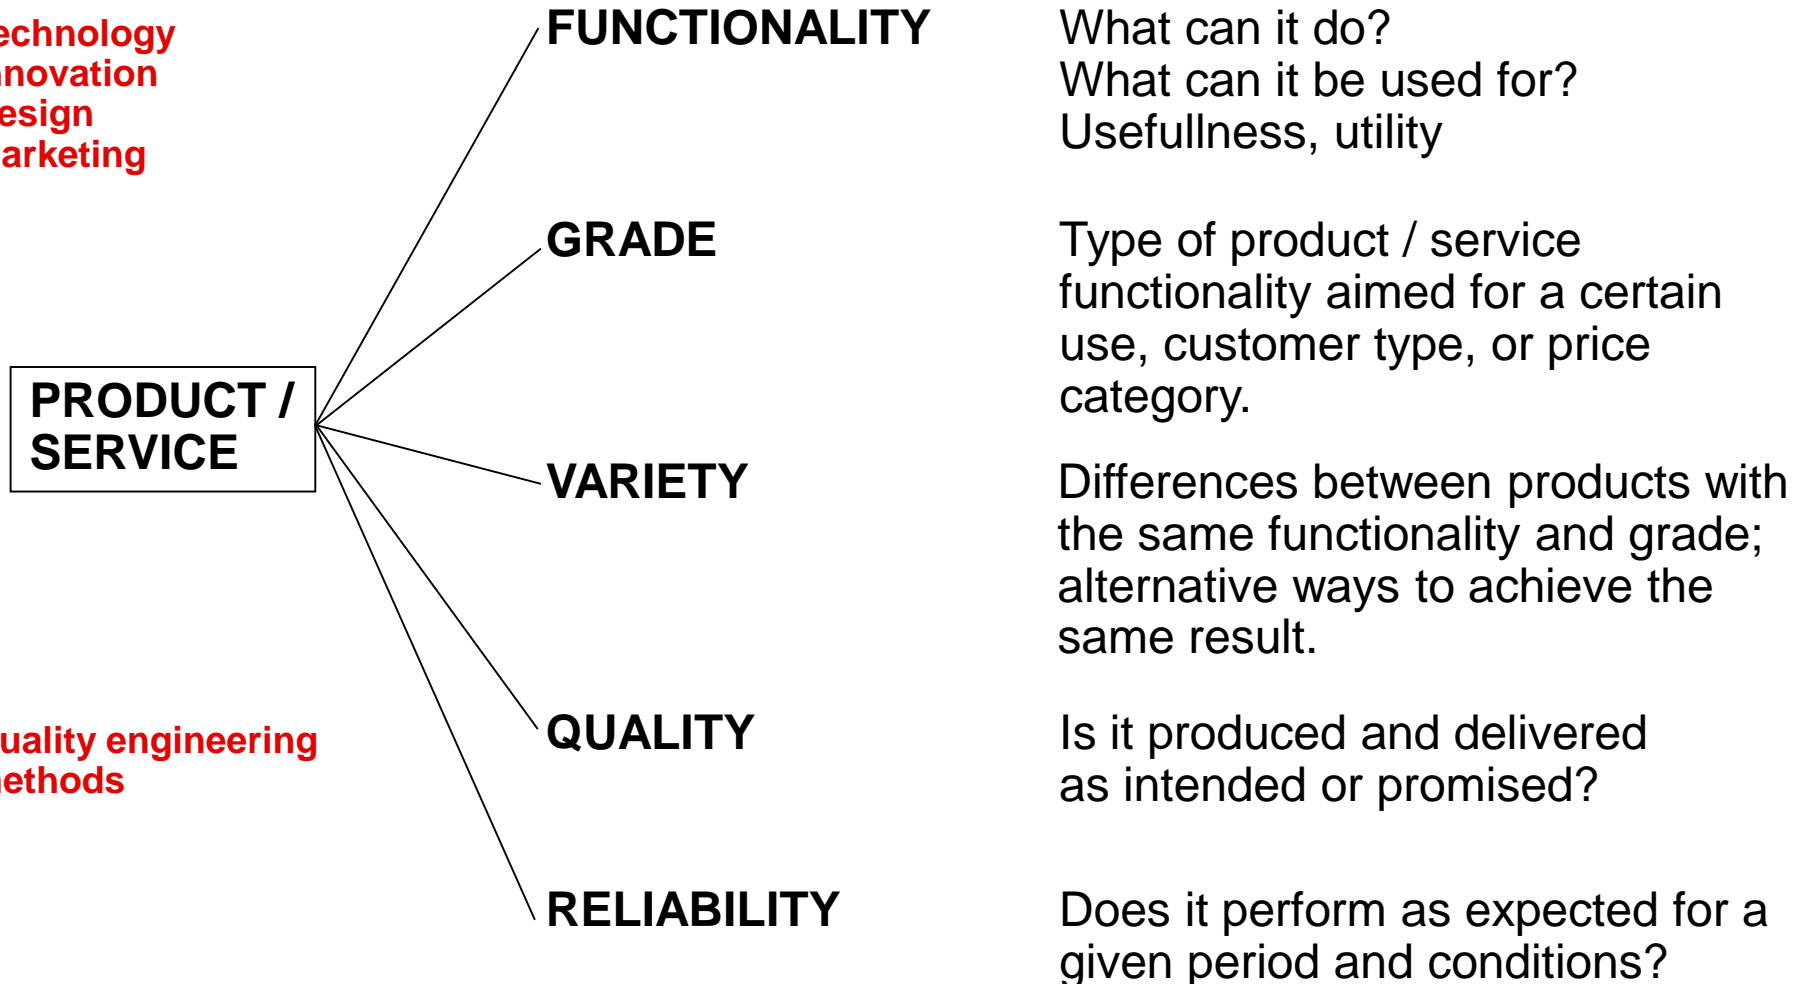 echnology
nnovation
esign
arketing
FUNCTIONALITY
What can it do?
What can it be used for?
Usefullness, utility
GRADE
Type of product / service
functionality aimed for a certain
use, customer type, or price
category.
PRODUCT /
SERVICE
VARIETY
Differences between products with
the same functionality and grade;
alternative ways to achieve the
same result.
uality engineering
ethods
QUALITY
Is it produced and delivered
as intended or promised?
RELIABILITY
Does it perform as expected for a
given period and conditions?